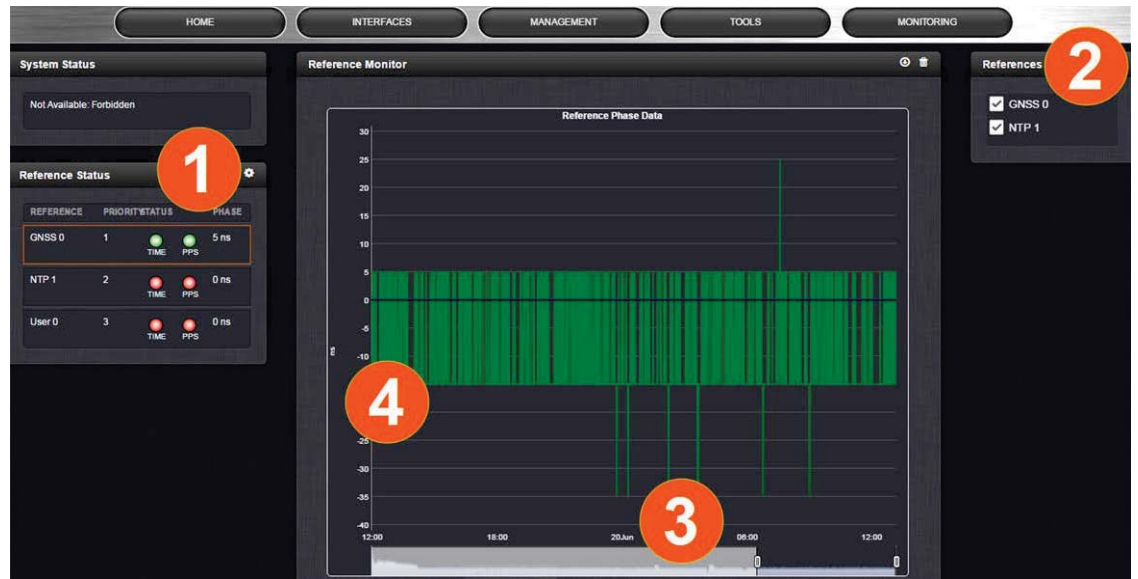 HOME INTERFACES MANAGEMENT TOOLS MONITORING
System Status
Not Available: Forbidden
Reference Status
1
REFERENCE PRIORITY STATUS PHASE
GNSS 0 1 TIME PPS 5 ns
NTP 1 2 TIME PPS 0 ns
User 0 3 TIME PPS 0 ns
Reference Monitor
Reference Phase Data
30
25
20
15
10
5
0
-5
ns
-10
4
-25
-30
-35
-40
3
12:00 18:00 20Jun 06:00 12:00
References
2
GNSS 0
NTP 1